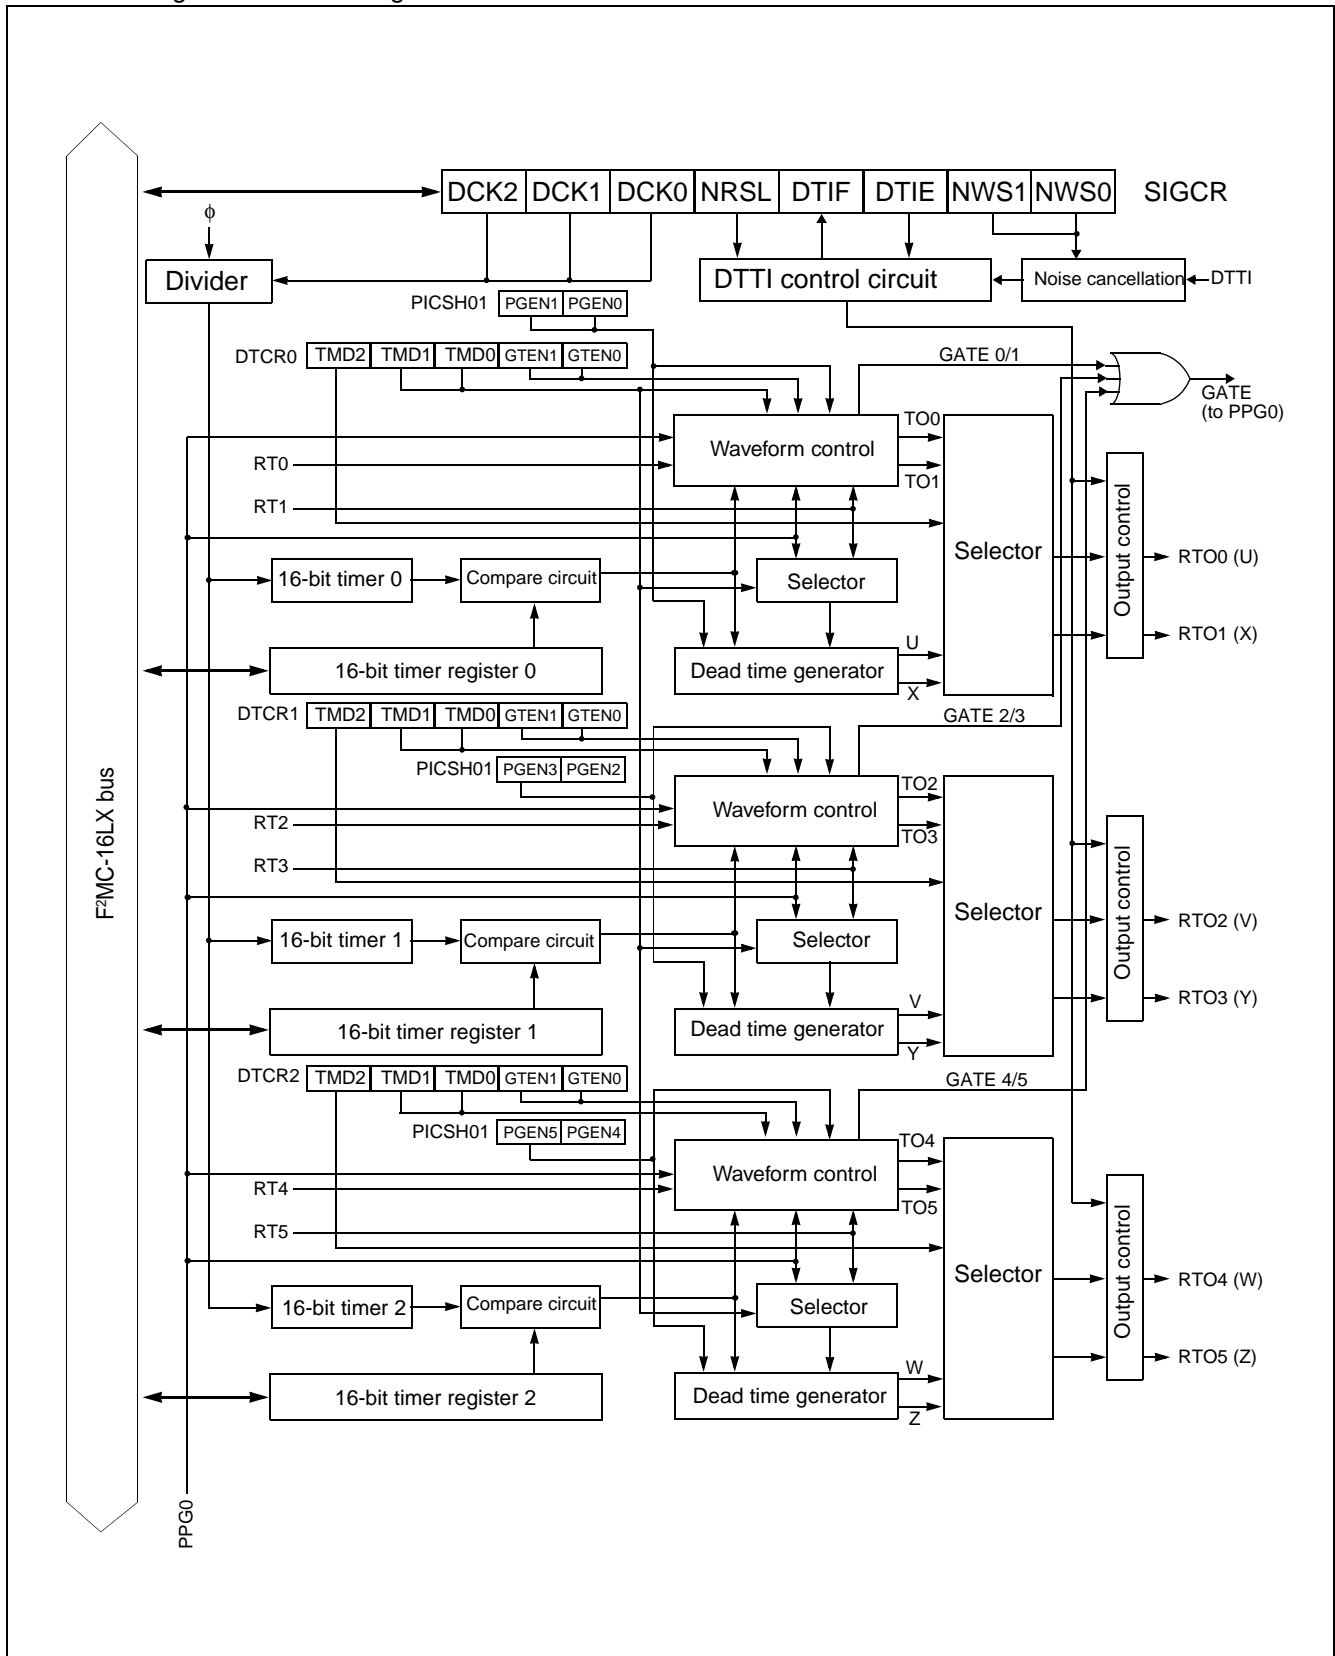 DCK2 DCK1 DCK0 NRSL DTIF DTIE NWS1 NWS0 SIGCR
ϕ
Divider
DTTI control circuit
Noise cancellation
DTTI
PICSH01 PGEN1 PGEN0
DTCR0 TMD2 TMD1 TMD0 GTEN1 GTEN0
GATE 0/1
GATE
(to PPG0)
Waveform control
TO0
TO1
RT0
RT1
Selector
Output control
RTO0 (U)
RTO1 (X)
16-bit timer 0
Compare circuit
Selector
16-bit timer register 0
Dead time generator
U
X
DTCR1 TMD2 TMD1 TMD0 GTEN1 GTEN0
GATE 2/3
PICSH01 PGEN3 PGEN2
Waveform control
TO2
TO3
RT2
RT3
Selector
Output control
RTO2 (V)
RTO3 (Y)
16-bit timer 1
Compare circuit
Selector
16-bit timer register 1
Dead time generator
V
Y
DTCR2 TMD2 TMD1 TMD0 GTEN1 GTEN0
GATE 4/5
PICSH01 PGEN5 PGEN4
Waveform control
TO4
TO5
RT4
RT5
Selector
Output control
RTO4 (W)
RTO5 (Z)
16-bit timer 2
Compare circuit
Selector
16-bit timer register 2
Dead time generator
W
Z
F²MC-16LX bus
PPG0